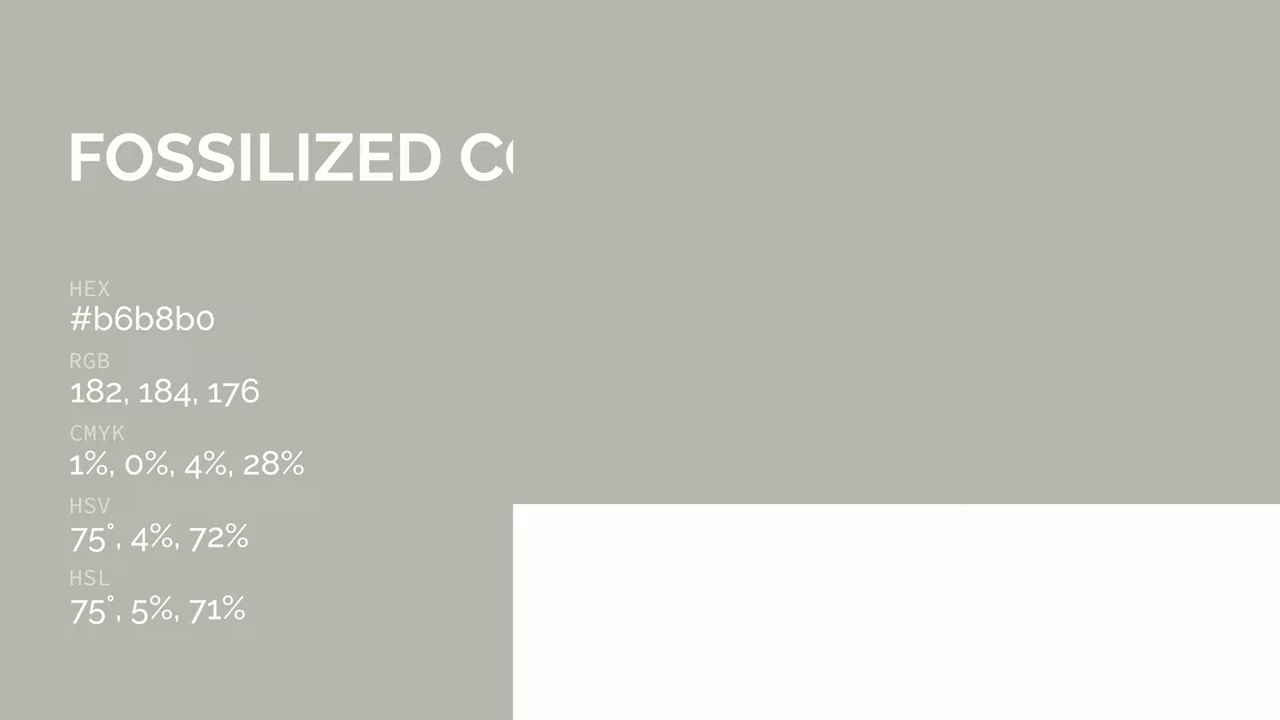 FOSSILIZED C
HEX
#b6b8b0
RGB
182, 184, 176
CMYK
1%, 0%, 4%, 28%
HSV
75°, 4%, 72%
HSL
75°, 5%, 71%